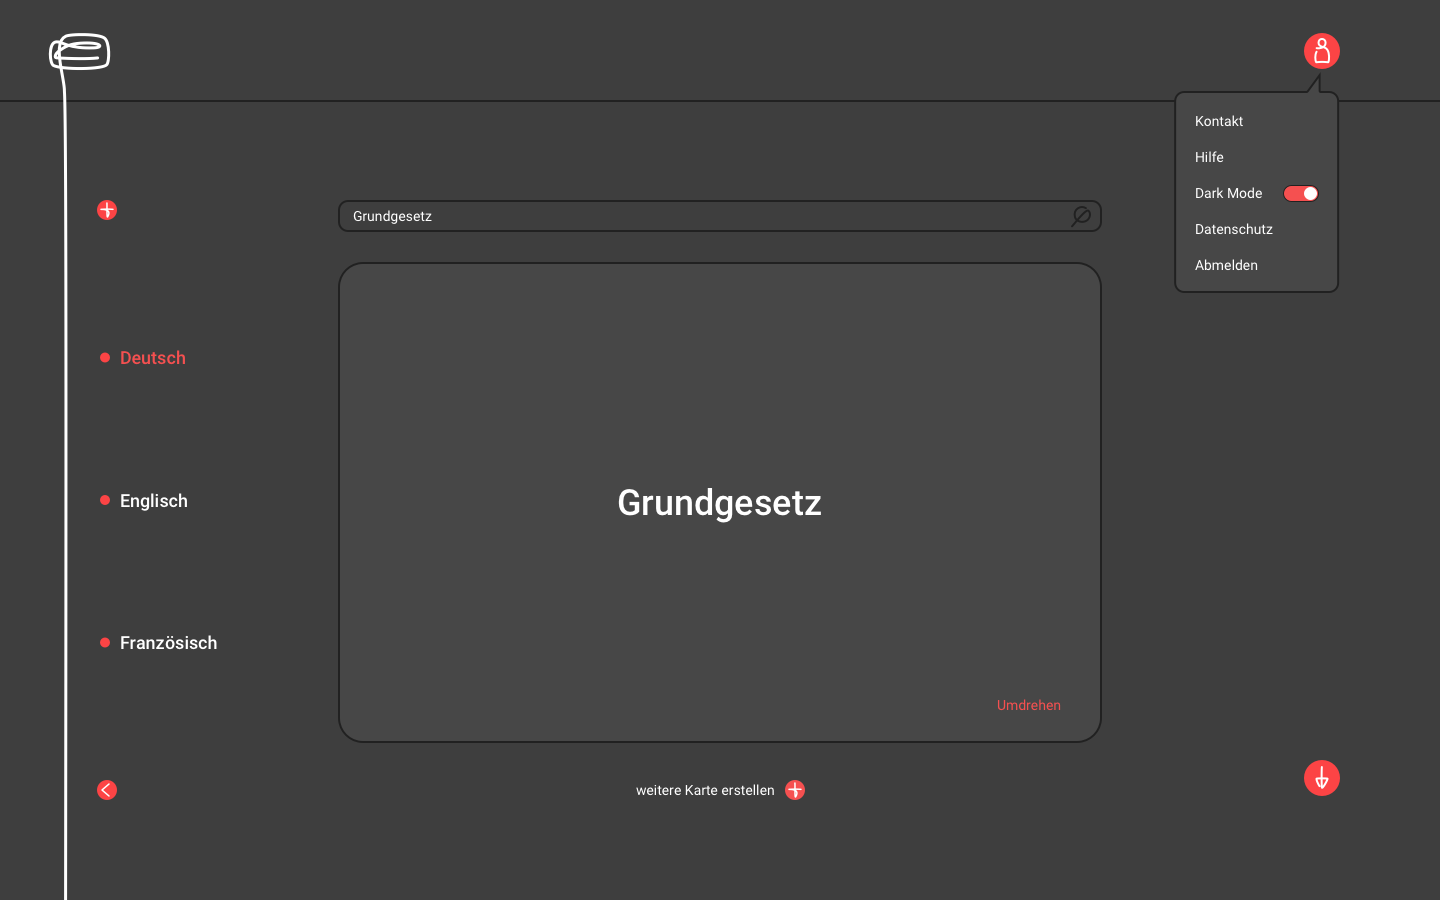 Kontakt
Hilfe
Dark Mode
Datenschutz
Abmelden
Grundgesetz
Deutsch
Englisch
Französisch
Grundgesetz
Umdrehen
weitere Karte erstellen